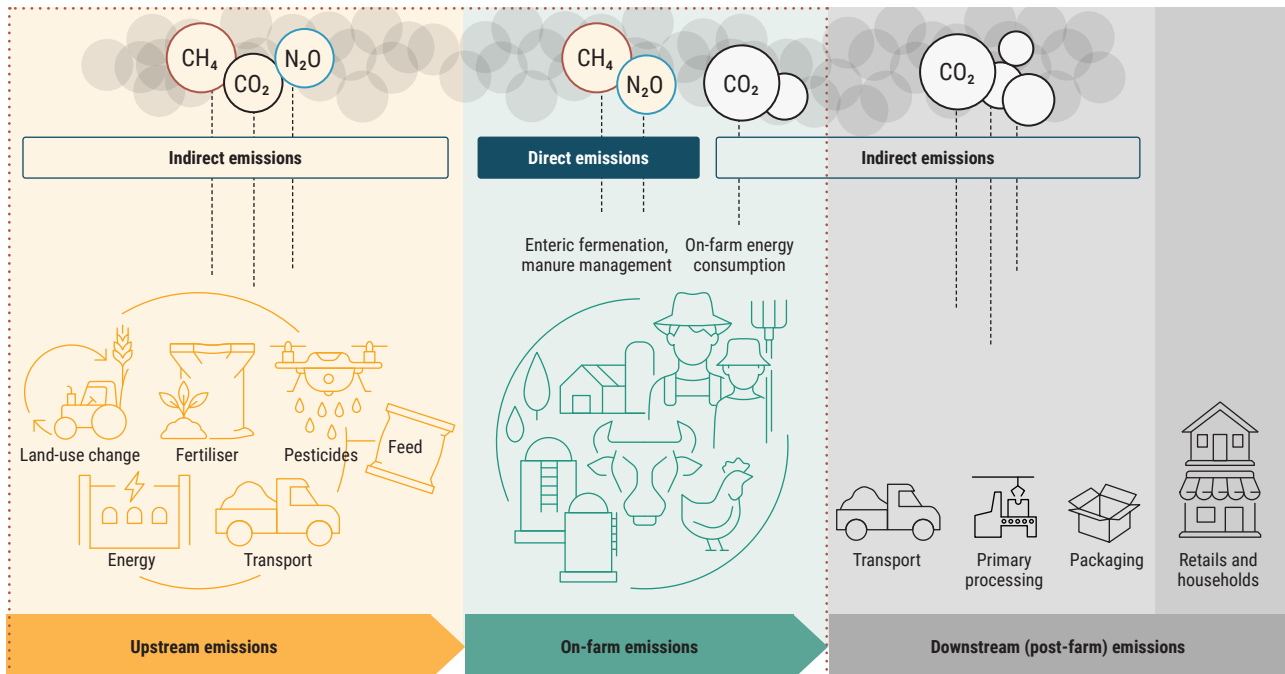 CH₄
CO₂
N₂O
CH₄
N₂O
CO₂
CO₂
Indirect emissions
Direct emissions
Indirect emissions
Enteric fermenation,
manure management
On-farm energy
consumption
Land-use change
Fertiliser
Pesticides
Feed
Energy
Transport
Transport
Primary
processing
Packaging
Retails and
households
Upstream emissions
On-farm emissions
Downstream (post-farm) emissions